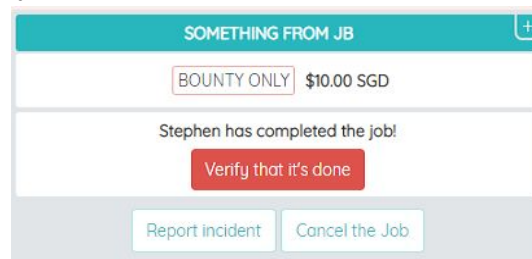 SOMETHING FROM JB +
BOUNTY ONLY $10.00 SGD
Stephen has completed the job!
Verify that it's done
Report incident Cancel the Job